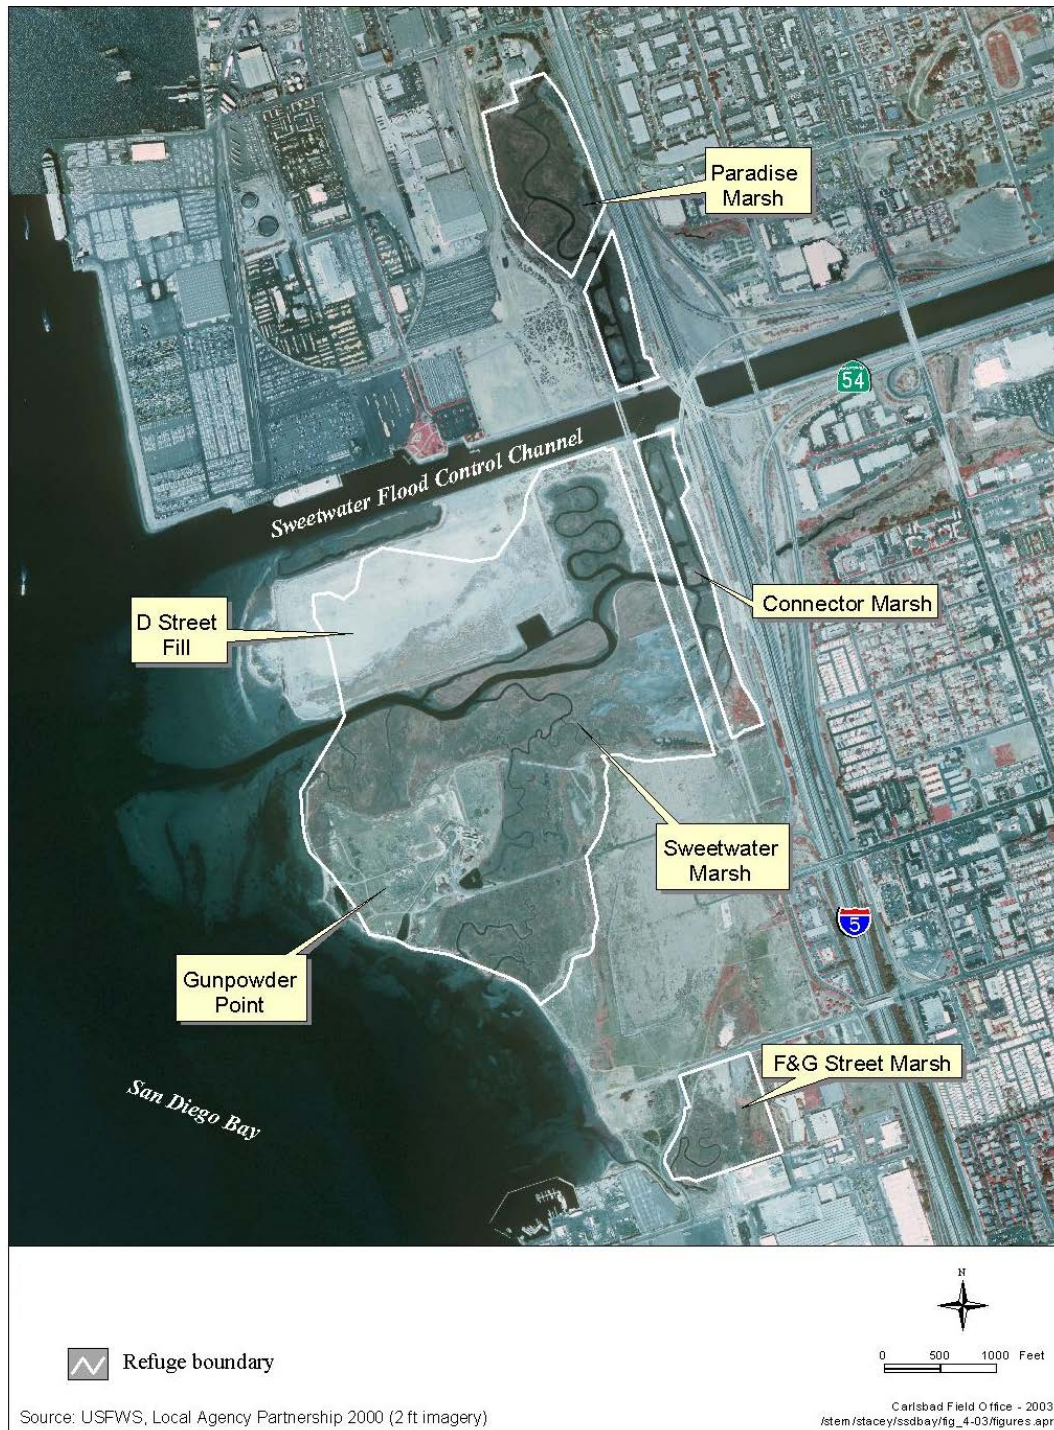 Paradise
Marsh
54
Sweetwater Flood Control Channel
Connector Marsh
D Street
Fill
Sweetwater
Marsh
5
Gunpowder
Point
F&G Street Marsh
San Diego Bay
N
0 500 1000 Feet
Refuge boundary
Carlsbad Field Office - 2003
Source: USFWS, Local Agency Partnership 2000 (2 ft imagery)
/stem/stacey/ssdbay/fig_4-03/figures.apr